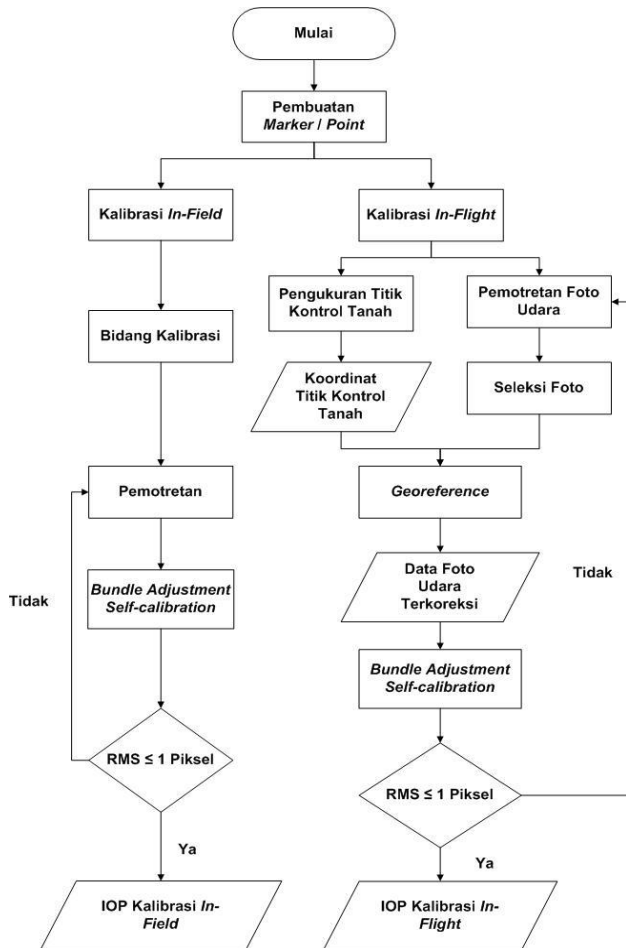 Mulai
Pembuatan
Marker / Point
Kalibrasi In-Field
Kalibrasi In-Flight
Pengukuran Titik
Kontrol Tanah
Pemotretan Foto
Udara
Bidang Kalibrasi
Koordinat
Titik Kontrol
Tanah
Seleksi Foto
Pemotretan
Georeference
Tidak
Bundle Adjustment
Self-calibration
Data Foto
Udara
Terkoreksi
Tidak
Bundle Adjustment
Self-calibration
RMS ≤ 1 Piksel
RMS ≤ 1 Piksel
Ya
Ya
IOP Kalibrasi In-
Field
IOP Kalibrasi In-
Flight